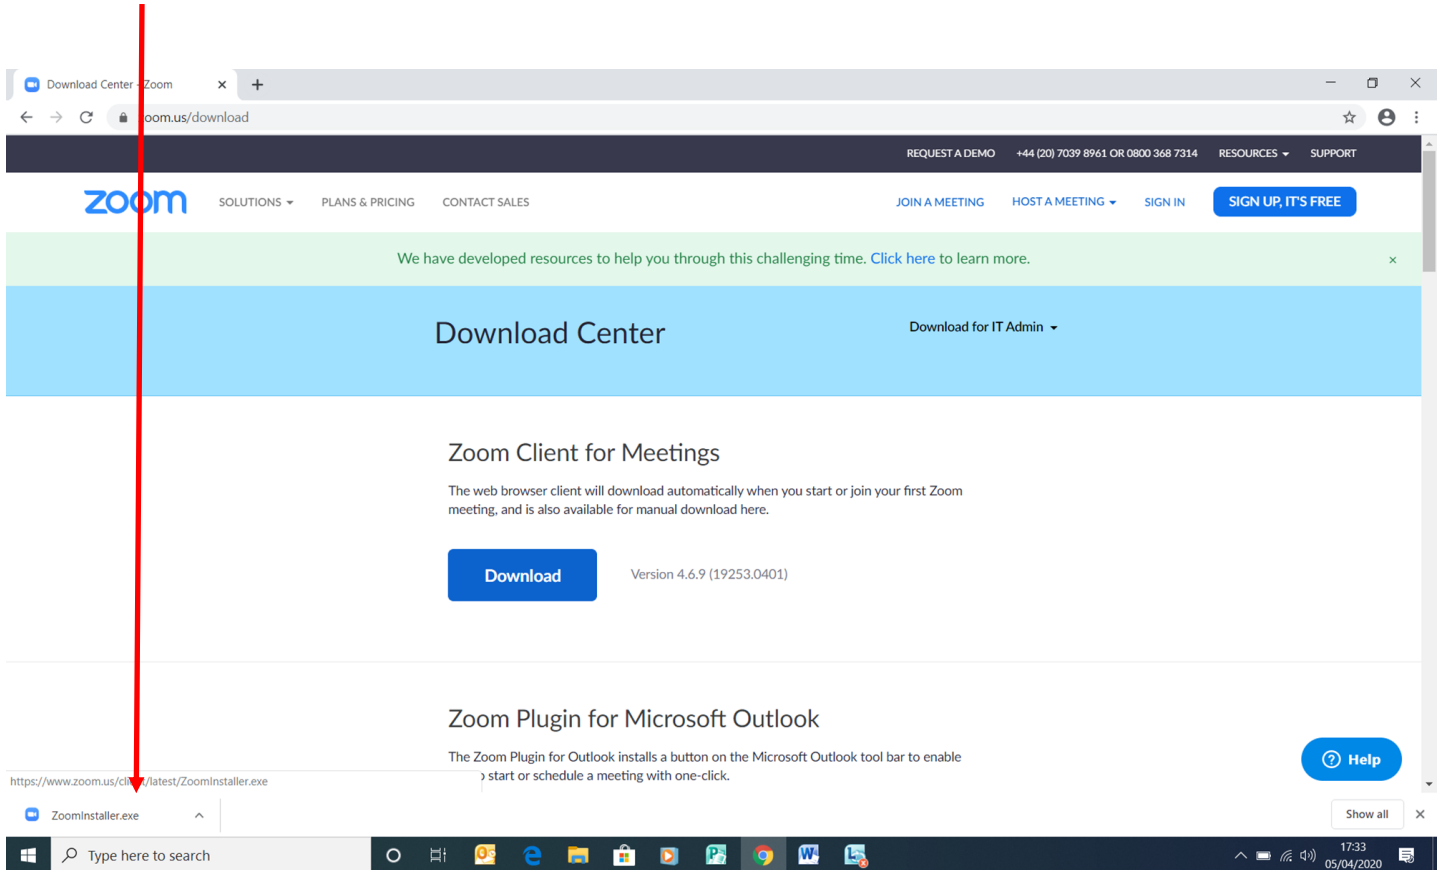 Download Center - Zoom
oom.us/download
REQUEST A DEMO +44 (20) 7039 8961 OR 0800 368 7314 RESOURCES SUPPORT
zoom SOLUTIONS PLANS & PRICING CONTACT SALES JOIN A MEETING HOST A MEETING SIGN IN SIGN UP, IT'S FREE
We have developed resources to help you through this challenging time. Click here to learn more.
Download Center
Download for IT Admin
Zoom Client for Meetings
The web browser client will download automatically when you start or join your first Zoom
meeting, and is also available for manual download here.
Download Version 4.6.9 (19253.0401)
Zoom Plugin for Microsoft Outlook
The Zoom Plugin for Outlook installs a button on the Microsoft Outlook tool bar to enable
start or schedule a meeting with one-click.
Help
https://www.zoom.us/client/latest/ZoomInstaller.exe
ZoomInstaller.exe
Show all
Type here to search
17:33
05/04/2020